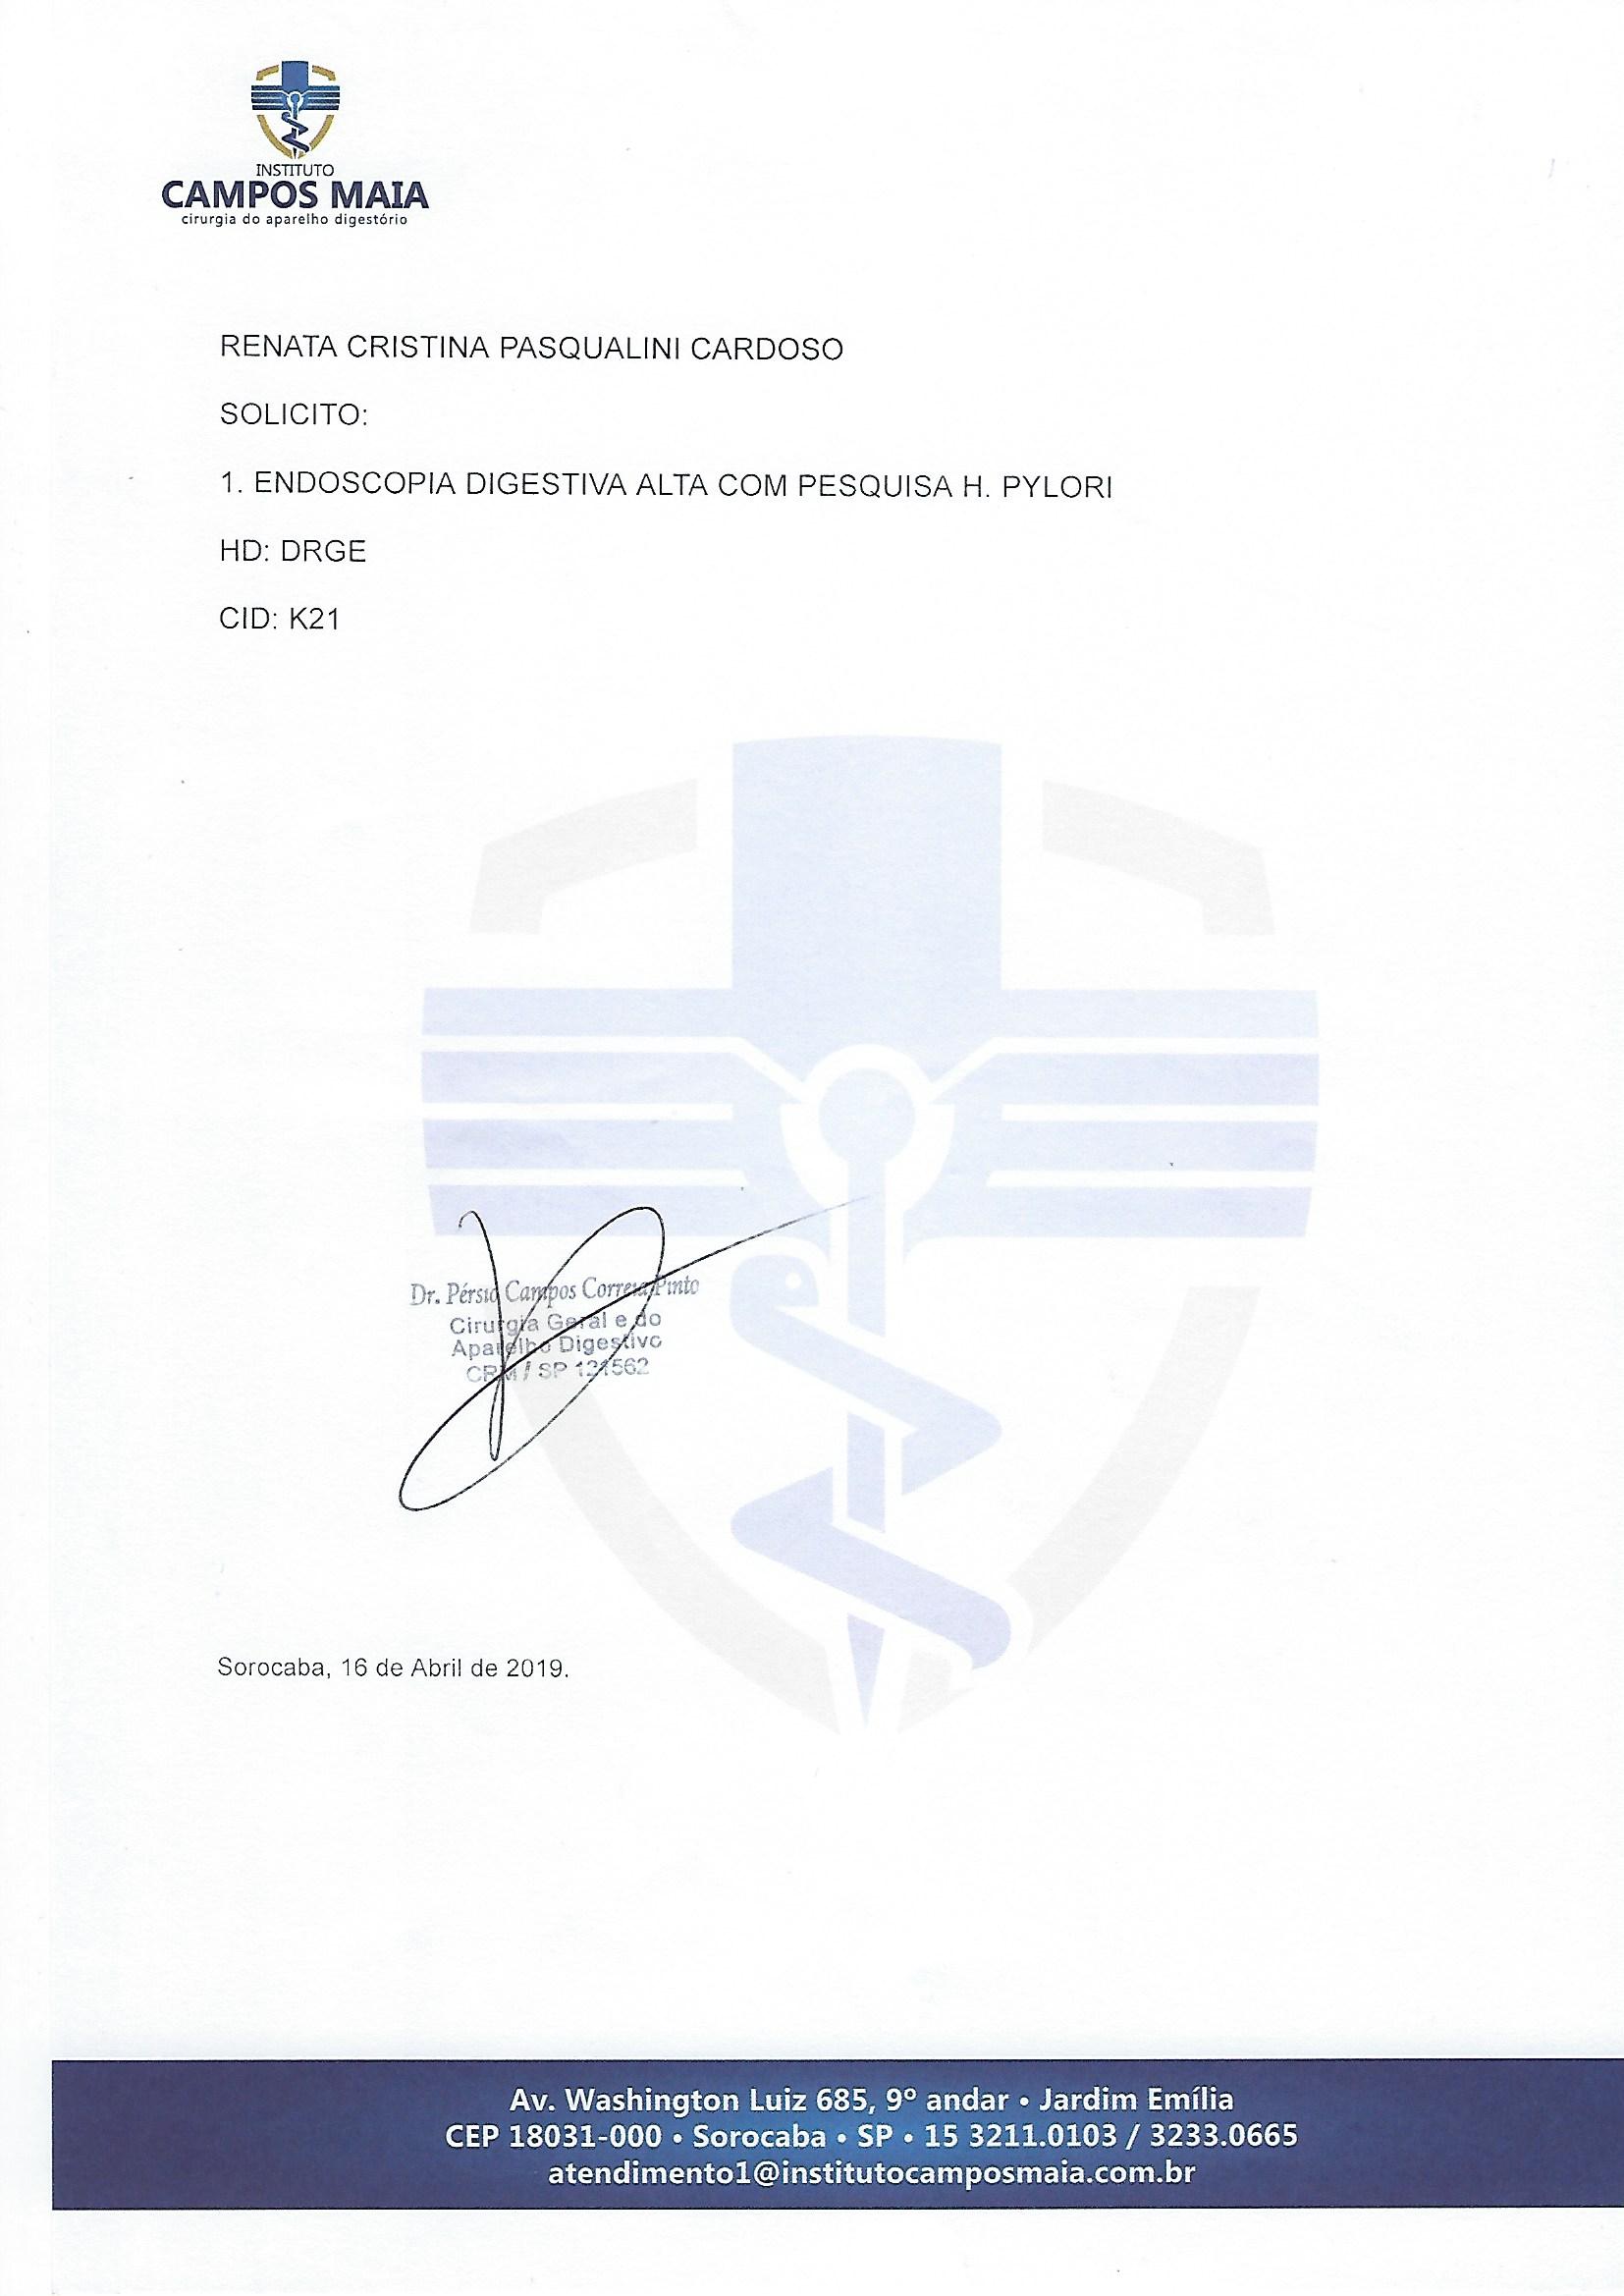 INSTITUTO
CAMPOS MAIA
cirurgia do aparelho digestório
RENATA CRISTINA PASQUALINI CARDOSO
SOLICITO:
1. ENDOSCOPIA DIGESTIVA ALTA COM PESQUISA H. PYLORI
HD: DRGE
CID: K21
Dr. Pérsio Campos Correia Pinto
Cirurgia Geral e do
Aparelho Digestivo
CRM / SP 121562
Sorocaba, 16 de Abril de 2019.
Av. Washington Luiz 685, 9º andar • Jardim Emília
CEP 18031-000 • Sorocaba • SP • 15 3211.0103 / 3233.0665
atendimento1@institutocamposmaia.com.br